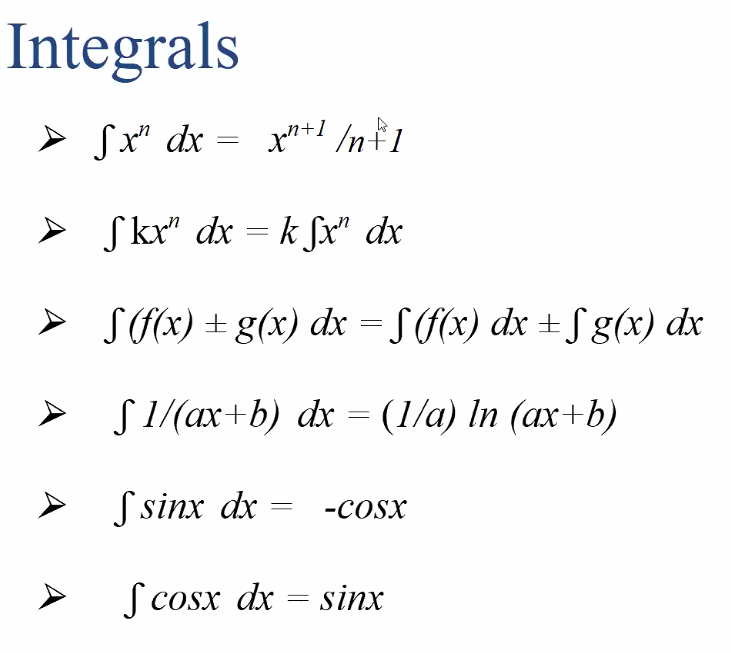 Integrals
➢ ∫xⁿ dx = xⁿ⁺¹ /n+1
➢ ∫kxⁿ dx = k∫xⁿ dx
➢ ∫(f(x) ± g(x) dx = ∫(f(x) dx ± ∫g(x) dx
➢ ∫1/(ax+b) dx = (1/a) ln (ax+b)
➢ ∫sinx dx = -cosx
➢ ∫cosx dx = sinx